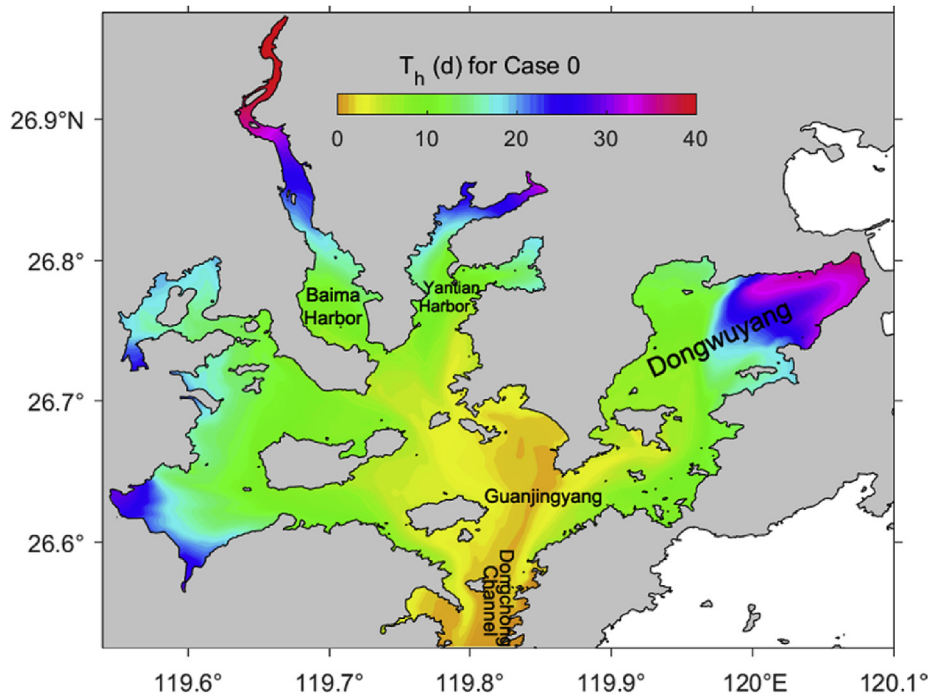 T_h (d) for Case 0
0 10 20 30 40
26.9°N
26.8°
26.7°
26.6°
Baima
Harbor
Yantian
Harbor
Dongwuyang
Guanjingyang
Dongchong
Channel
119.6° 119.7° 119.8° 119.9° 120°E 120.1°